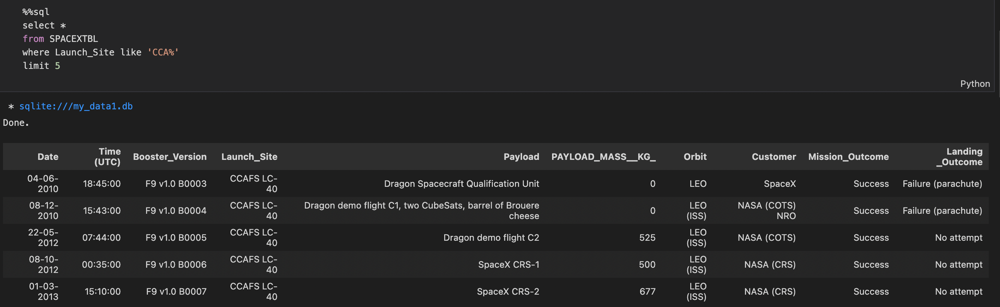 %%sql
select *
from SPACEXTBL
where Launch_Site like 'CCA%'
limit 5
Python
* sqlite:///my_data1.db
Done.
Date Time (UTC) Booster_Version Launch_Site Payload PAYLOAD_MASS__KG_ Orbit Customer Mission_Outcome Landing _Outcome
04-06-2010 18:45:00 F9 v1.0 B0003 CCAFS LC-40 Dragon Spacecraft Qualification Unit 0 LEO SpaceX Success Failure (parachute)
08-12-2010 15:43:00 F9 v1.0 B0004 CCAFS LC-40 Dragon demo flight C1, two CubeSats, barrel of Brouere cheese 0 LEO (ISS) NASA (COTS) NRO Success Failure (parachute)
22-05-2012 07:44:00 F9 v1.0 B0005 CCAFS LC-40 Dragon demo flight C2 525 LEO (ISS) NASA (COTS) Success No attempt
08-10-2012 00:35:00 F9 v1.0 B0006 CCAFS LC-40 SpaceX CRS-1 500 LEO (ISS) NASA (CRS) Success No attempt
01-03-2013 15:10:00 F9 v1.0 B0007 CCAFS LC-40 SpaceX CRS-2 677 LEO (ISS) NASA (CRS) Success No attempt